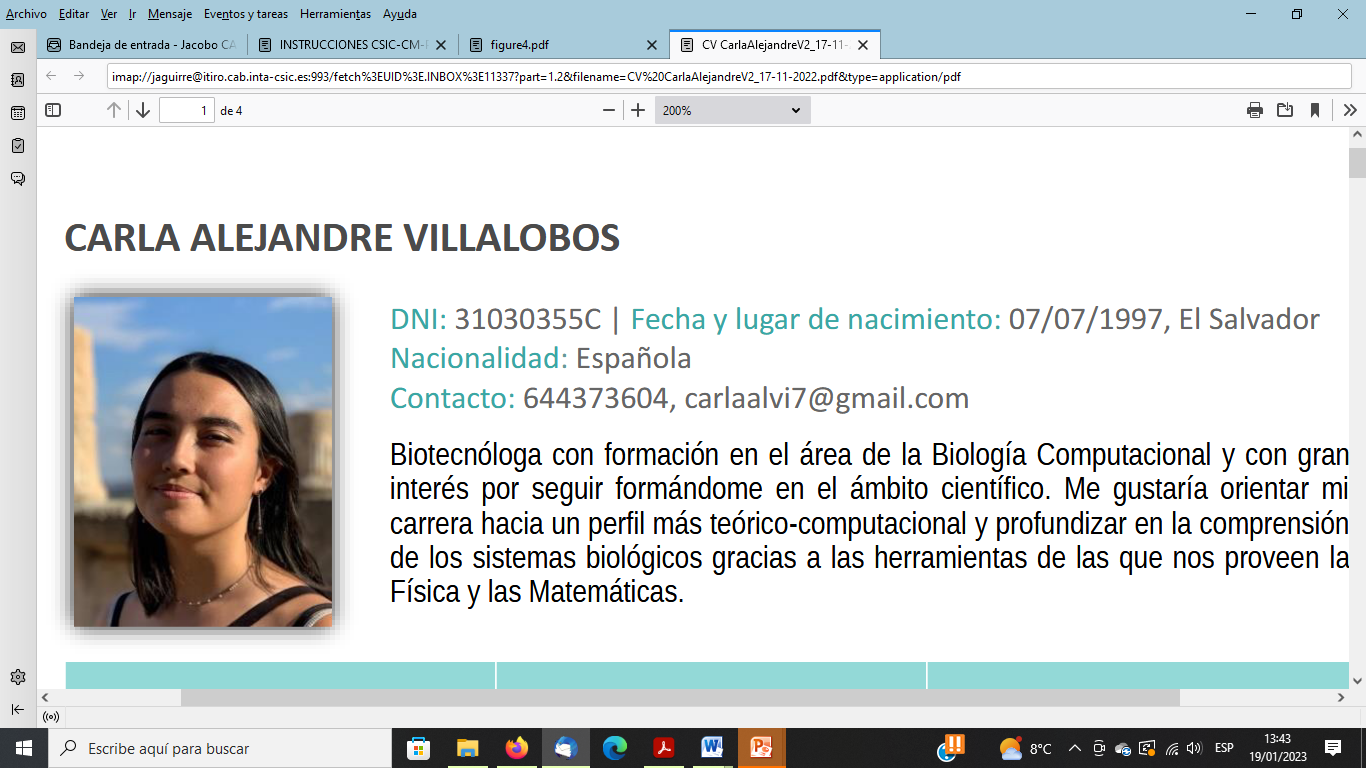 Archivo Editar Ver Ir Mensaje Eventos y tareas Herramientas Ayuda
Bandeja de entrada - Jacobo CA INSTRUCCIONES CSIC-CM- figure4.pdf CV CarlaAlejandreV2_17-11-
imap://jaguirre@itiro.cab.inta-csic.es:993/fetch%3EUID%3E.INBOX%3E11337?part=1.2&filename=CV%20CarlaAlejandreV2_17-11-2022.pdf&type=application/pdf
1 de 4 200%
CARLA ALEJANDRE VILLALOBOS
DNI: 31030355C | Fecha y lugar de nacimiento: 07/07/1997, El Salvador
Nacionalidad: Española
Contacto: 644373604, carlaalvi7@gmail.com
Biotecnóloga con formación en el área de la Biología Computacional y con gran
interés por seguir formándome en el ámbito científico. Me gustaría orientar mi
carrera hacia un perfil más teórico-computacional y profundizar en la comprensión
de los sistemas biológicos gracias a las herramientas de las que nos proveen la
Física y las Matemáticas.
Escribe aquí para buscar 8°C ESP 13:43
19/01/2023